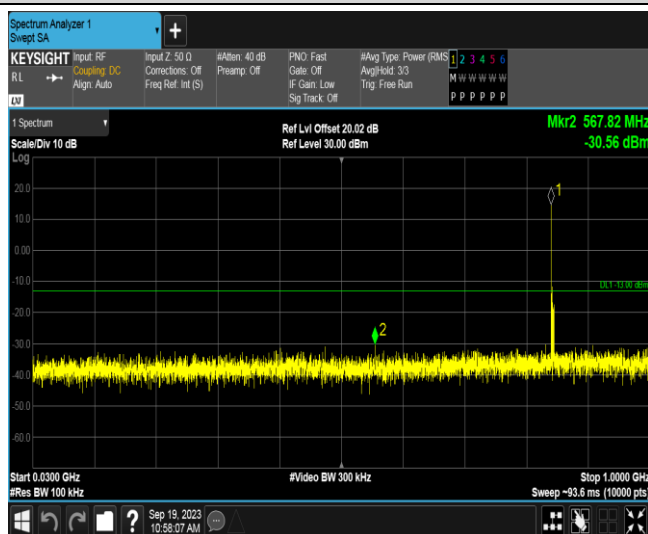 Spectrum Analyzer 1
Swept SA
+
KEYSIGHT
RL
LXI
Input: RF
Coupling: DC
Align: Auto
Input Z: 50 Ω
Corrections: Off
Freq Ref: Int (S)
#Atten: 40 dB
Preamp: Off
PNO: Fast
Gate: Off
IF Gain: Low
Sig Track: Off
#Avg Type: Power (RMS
Avg|Hold: 3/3
Trig: Free Run
1 2 3 4 5 6
M W W W W W
P P P P P P
1 Spectrum
Scale/Div 10 dB
Log
Ref Lvl Offset 20.02 dB
Ref Level 30.00 dBm
Mkr2 567.82 MHz
-30.56 dBm
20.0
10.0
0.00
-10.0
-20.0
-30.0
-40.0
-50.0
-60.0
1
DL1 -13.00 dBm
2
Start 0.0300 GHz
#Res BW 100 kHz
#Video BW 300 kHz
Stop 1.0000 GHz
Sweep ~93.6 ms (10000 pts)
?
Sep 19, 2023
10:58:07 AM